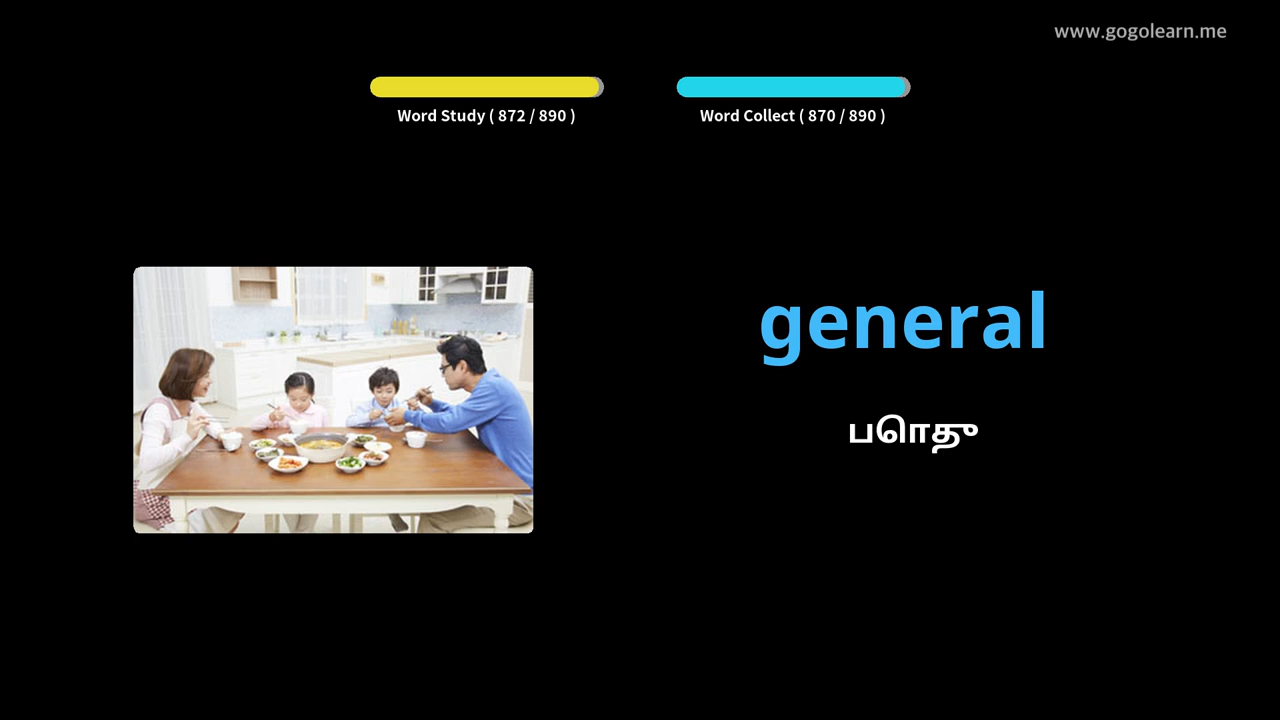 www.gogolearn.me
Word Study ( 872 / 890 )
Word Collect ( 870 / 890 )
general
பொது